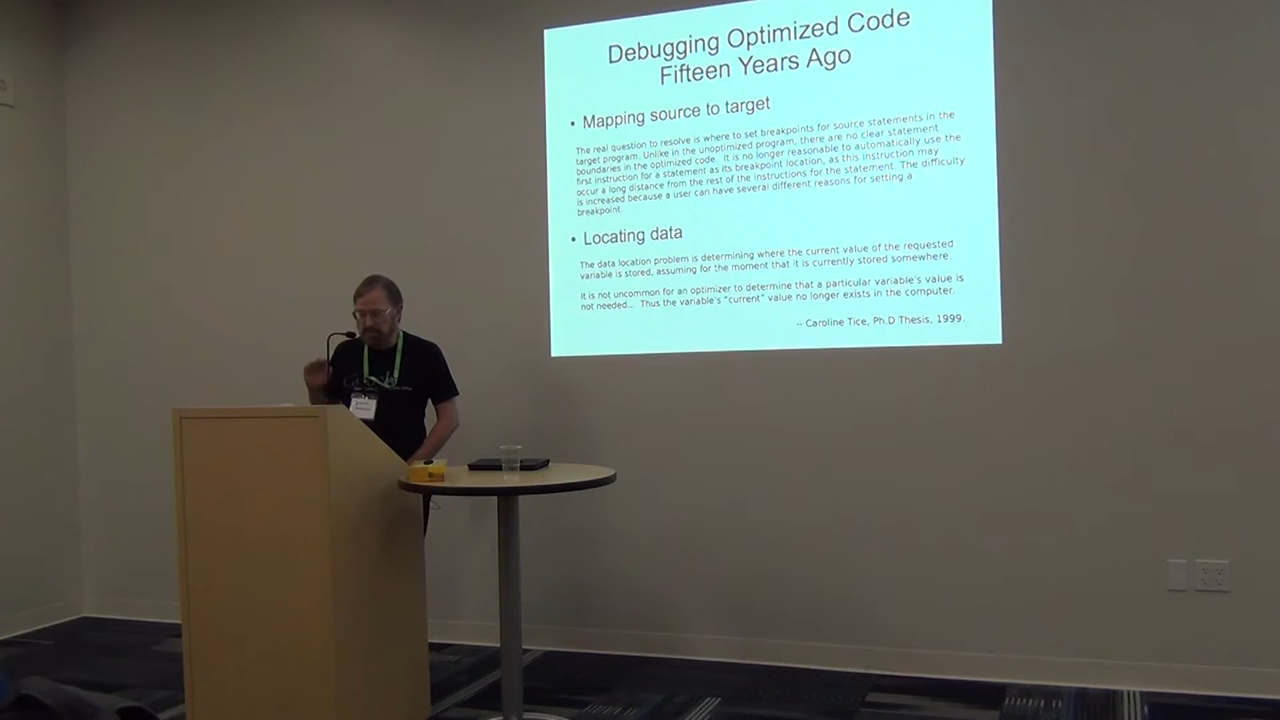 Debugging Optimized Code
Fifteen Years Ago
• Mapping source to target
The real question to resolve is where to set breakpoints for source statements in the
target program. Unlike in the unoptimized program, there are no clear statement
boundaries in the optimized code. It is no longer reasonable to automatically use the
first instruction for a statement as its breakpoint location, as this instruction may
occur a long distance from the rest of the instructions for the statement. The difficulty
is increased because a user can have several different reasons for setting a
breakpoint.
• Locating data
The data location problem is determining where the current value of the requested
variable is stored, assuming for the moment that it is currently stored somewhere.
It is not uncommon for an optimizer to determine that a particular variable's value is
not needed... Thus the variable's "current" value no longer exists in the computer.
-- Caroline Tice, Ph.D Thesis, 1999.
Google